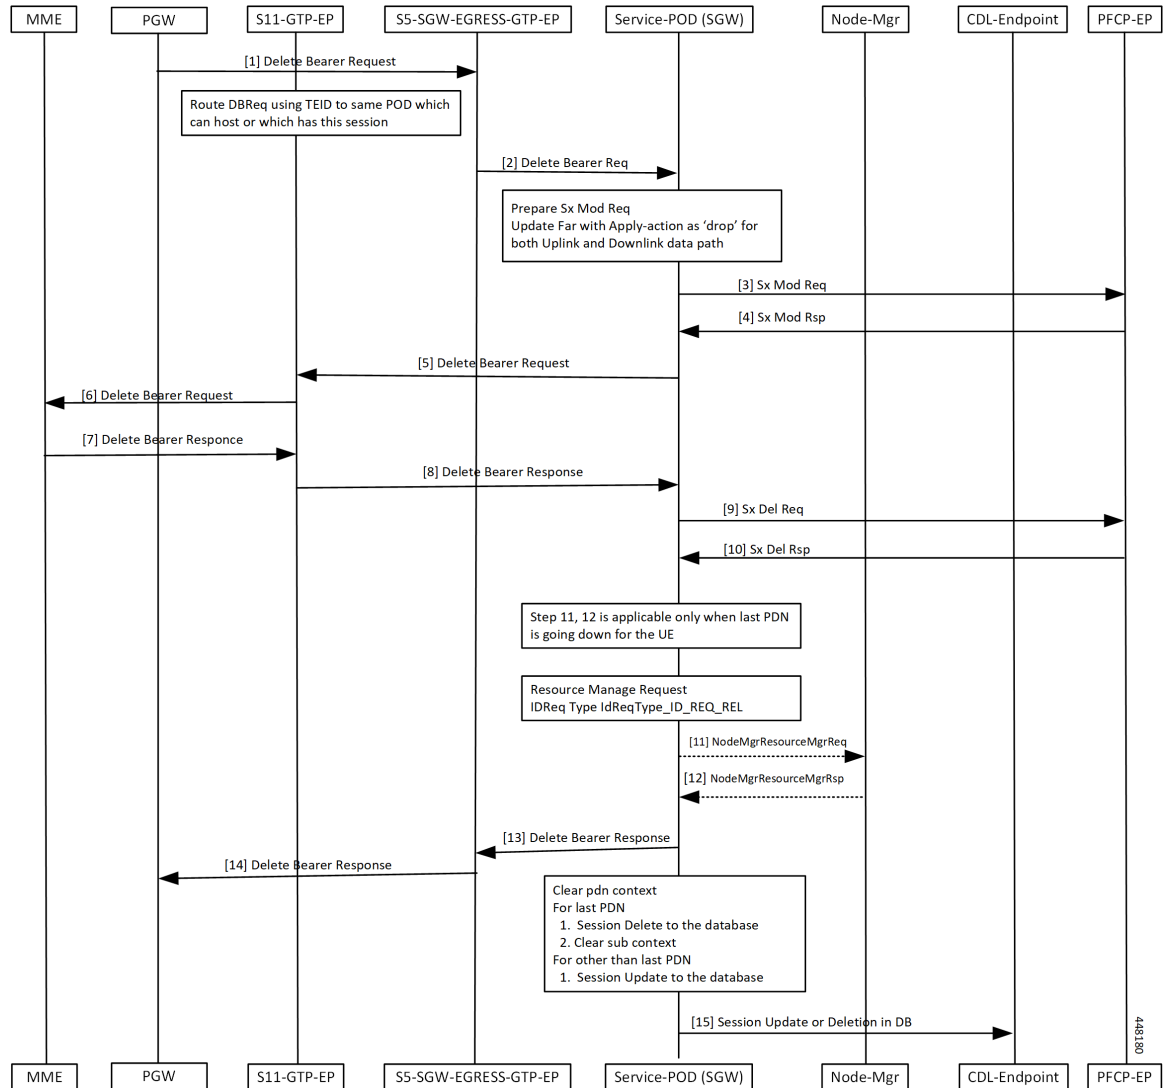 MME
PGW
S11-GTP-EP
S5-SGW-EGRESS-GTP-EP
Service-POD (SGW)
Node-Mgr
CDL-Endpoint
PFCP-EP
[1] Delete Bearer Request
Route DBReq using TEID to same POD which
can host or which has this session
[2] Delete Bearer Req
Prepare Sx Mod Req
Update Far with Apply-action as ‘drop’ for
both Uplink and Downlink data path
[3] Sx Mod Req
[4] Sx Mod Rsp
[5] Delete Bearer Request
[6] Delete Bearer Request
[7] Delete Bearer Responce
[8] Delete Bearer Response
[9] Sx Del Req
[10] Sx Del Rsp
Step 11, 12 is applicable only when last PDN
is going down for the UE
Resource Manage Request
IDReq Type IdReqType_ID_REQ_REL
[11] NodeMgrResourceMgrReq
[12] NodeMgrResourceMgrRsp
[13] Delete Bearer Response
[14] Delete Bearer Response
Clear pdn context
For last PDN
1. Session Delete to the database
2. Clear sub context
For other than last PDN
1. Session Update to the database
[15] Session Update or Deletion in DB
448180
MME
PGW
S11-GTP-EP
S5-SGW-EGRESS-GTP-EP
Service-POD (SGW)
Node-Mgr
CDL-Endpoint
PFCP-EP